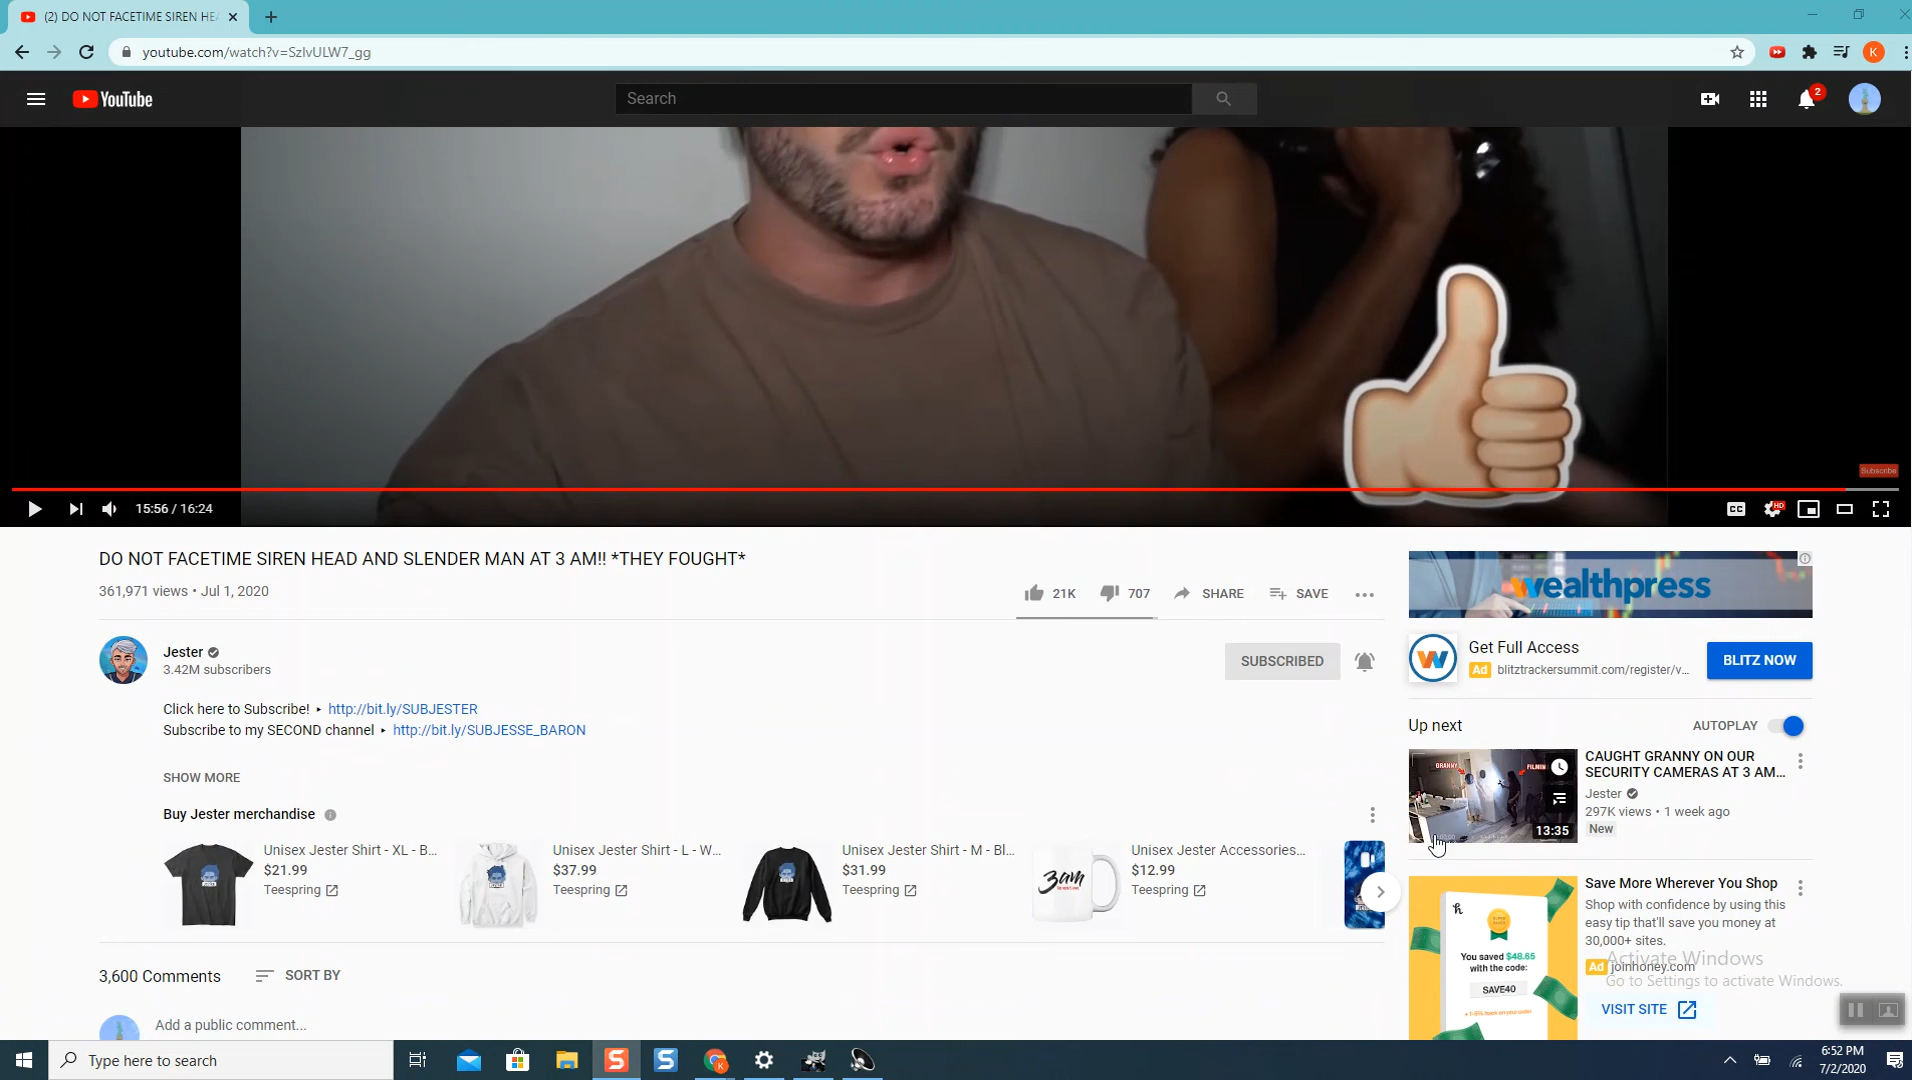 (2) DO NOT FACETIME SIREN HE
youtube.com/watch?v=SzIvULW7_gg
K
YouTube
Search
2
Subscribe
15:56 / 16:24
CC
HD
DO NOT FACETIME SIREN HEAD AND SLENDER MAN AT 3 AM!! *THEY FOUGHT*
361,971 views • Jul 1, 2020
21K
707
SHARE
SAVE
Jester
3.42M subscribers
SUBSCRIBED
Click here to Subscribe! ▸ http://bit.ly/SUBJESTER
Subscribe to my SECOND channel ▸ http://bit.ly/SUBJESSE_BARON
SHOW MORE
Buy Jester merchandise
Unisex Jester Shirt - XL - B...
$21.99
Teespring
Unisex Jester Shirt - L - W...
$37.99
Teespring
Unisex Jester Shirt - M - Bl...
$31.99
Teespring
3am
Unisex Jester Accessories...
$12.99
Teespring
3,600 Comments
SORT BY
Add a public comment...
wealthpress
Get Full Access
Ad blitztrackersummit.com/register/v...
BLITZ NOW
Up next
AUTOPLAY
GRANNY
13:35
CAUGHT GRANNY ON OUR
SECURITY CAMERAS AT 3 AM...
Jester
297K views • 1 week ago
New
h
You saved $48.65
with the code:
SAVE40
Save More Wherever You Shop
Shop with confidence by using this
easy tip that'll save you money at
30,000+ sites.
Ad joinhoney.com
VISIT SITE
Activate Windows
Go to Settings to activate Windows.
Type here to search
6:52 PM
7/2/2020